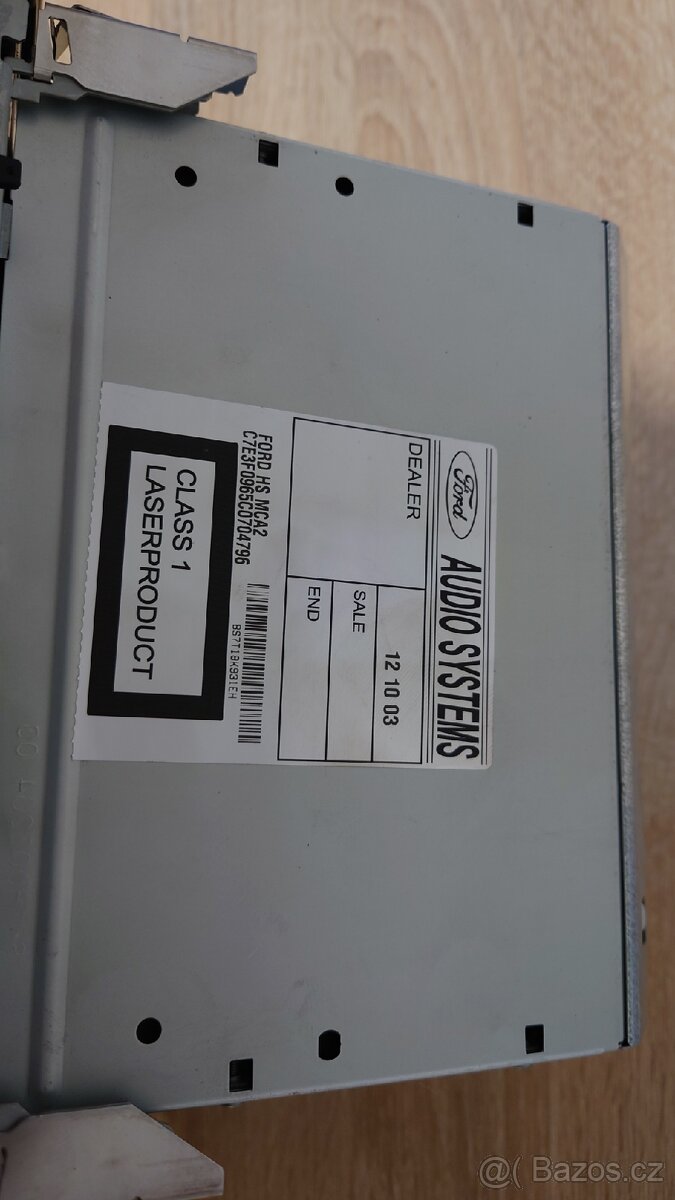 Ford AUDIO SYSTEMS
DEALER
12 10 03
SALE
END
FORD HS MCA2
C7E3F0965C0704796
BS7T18K931EH
CLASS 1
LASERPRODUCT
@( Bazos.cz